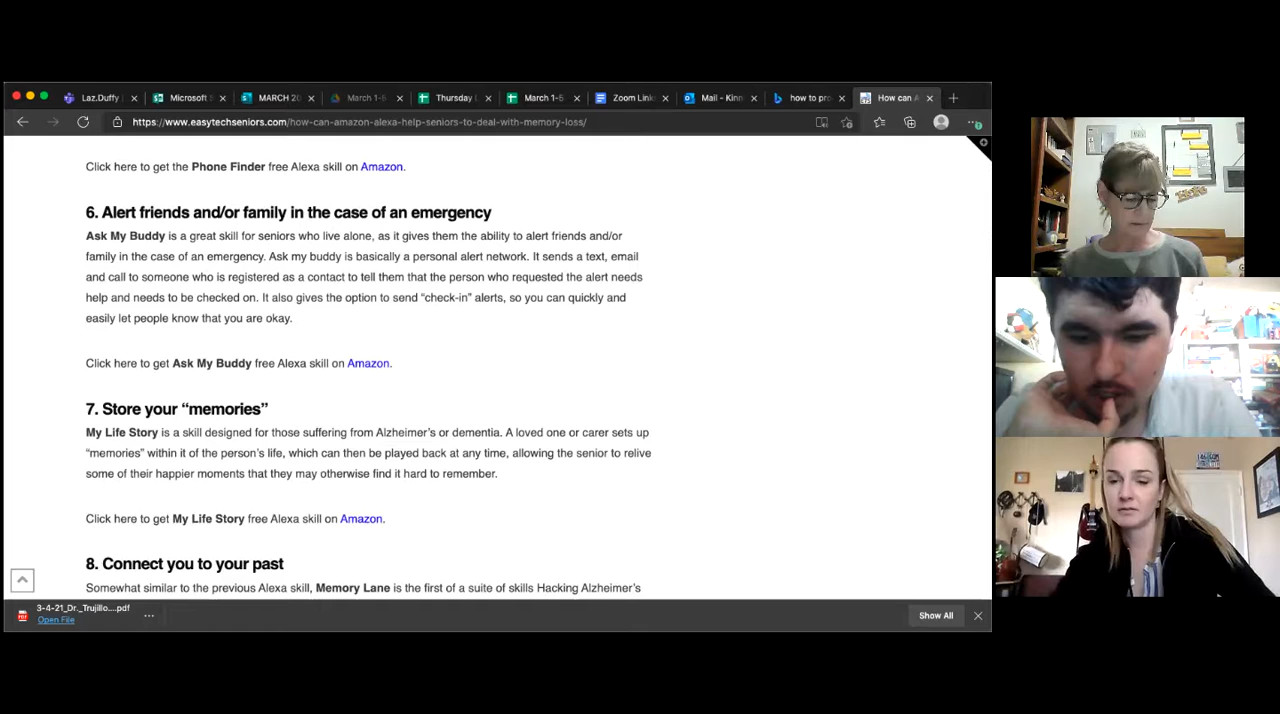 Laz.Duffy
Microsoft
MARCH 20
March 1-5
Thursday
March 1-5
Zoom Link
Mail - Kinn
how to pro
How can A
https://www.easytechseniors.com/how-can-amazon-alexa-help-seniors-to-deal-with-memory-loss/
Click here to get the Phone Finder free Alexa skill on Amazon.
6. Alert friends and/or family in the case of an emergency
Ask My Buddy is a great skill for seniors who live alone, as it gives them the ability to alert friends and/or
family in the case of an emergency. Ask my buddy is basically a personal alert network. It sends a text, email
and call to someone who is registered as a contact to tell them that the person who requested the alert needs
help and needs to be checked on. It also gives the option to send “check-in” alerts, so you can quickly and
easily let people know that you are okay.
Click here to get Ask My Buddy free Alexa skill on Amazon.
7. Store your “memories”
My Life Story is a skill designed for those suffering from Alzheimer’s or dementia. A loved one or carer sets up
“memories” within it of the person’s life, which can then be played back at any time, allowing the senior to relive
some of their happier moments that they may otherwise find it hard to remember.
Click here to get My Life Story free Alexa skill on Amazon.
8. Connect you to your past
Somewhat similar to the previous Alexa skill, Memory Lane is the first of a suite of skills Hacking Alzheimer’s
3-4-21_Dr._Trujillo....pdf
Open File
Show All